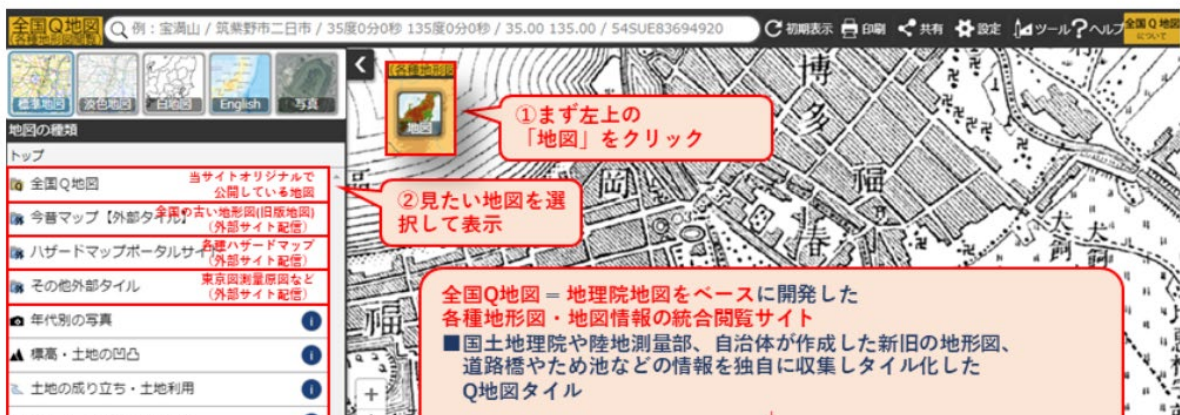 全国Q地図
(各種地形図閲覧)
例：宝満山 / 筑紫野市二日市 / 35度0分0秒 135度0分0秒 / 35.00 135.00 / 54SUE83694920
初期表示
印刷
共有
設定
ツール
ヘルプ
全国Q地図
について
標準地図
淡色地図
白地図
English
写真
地図の種類
トップ
全国Q地図
当サイトオリジナルで
公開している地図
今昔マップ【外部タイル】
全国の古い地形図(旧版地図)
(外部サイト配信)
ハザードマップポータルサイ
各種ハザードマップ
(外部サイト配信)
その他外部タイル
東京図測量原図など
(外部サイト配信)
年代別の写真
標高・土地の凹凸
土地の成り立ち・土地利用
(各種地形図
地図
①まず左上の
「地図」をクリック
②見たい地図を選
択して表示
博
多
福
岡
春
福
犬飼
犬飼
全国Q地図＝地理院地図をベースに開発した
各種地形図・地図情報の統合閲覧サイト
■国土地理院や陸地測量部、自治体が作成した新旧の地形図、
道路橋やため池などの情報を独自に収集しタイル化した
Q地図タイル